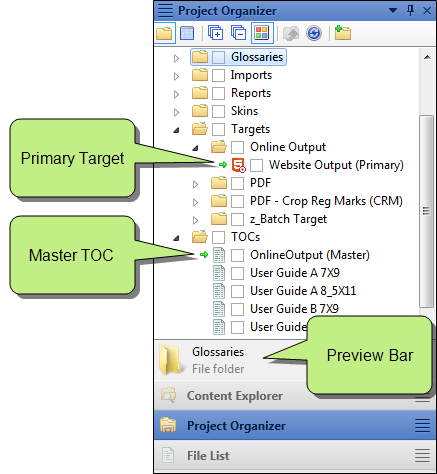 Project Organizer
Glossaries
Imports
Reports
Skins
Targets
Online Output
Primary Target
Website Output (Primary)
PDF
PDF - Crop Reg Marks (CRM)
z_Batch Target
TOCs
Master TOC
OnlineOutput (Master)
User Guide A 7X9
User Guide A 8_5X11
User Guide B 7X9
User Guide
Glossaries
File folder
Preview Bar
Content Explorer
Project Organizer
File List